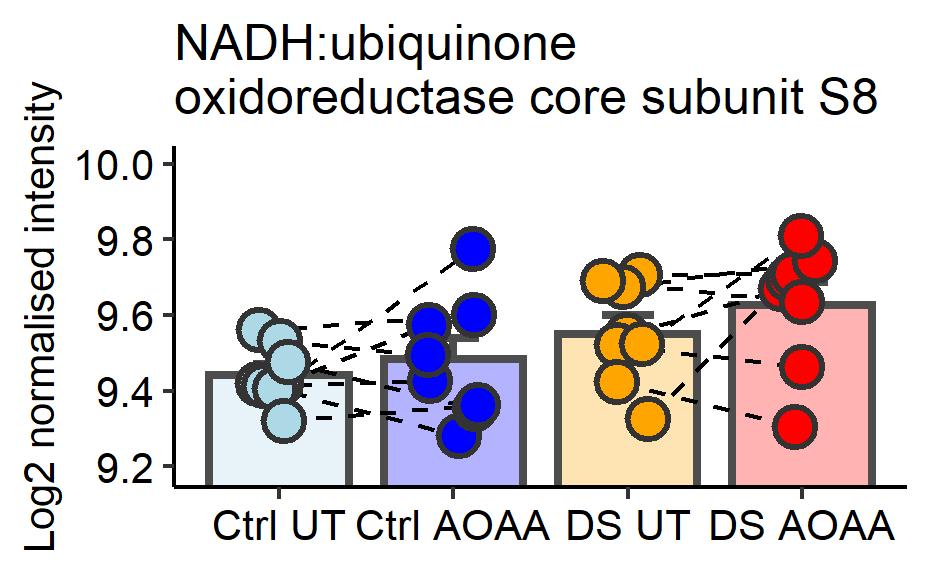 NADH:ubiquinone
oxidoreductase core subunit S8
Log2 normalised intensity
10.0
9.8
9.6
9.4
9.2
Ctrl UT Ctrl AOAA DS UT DS AOAA